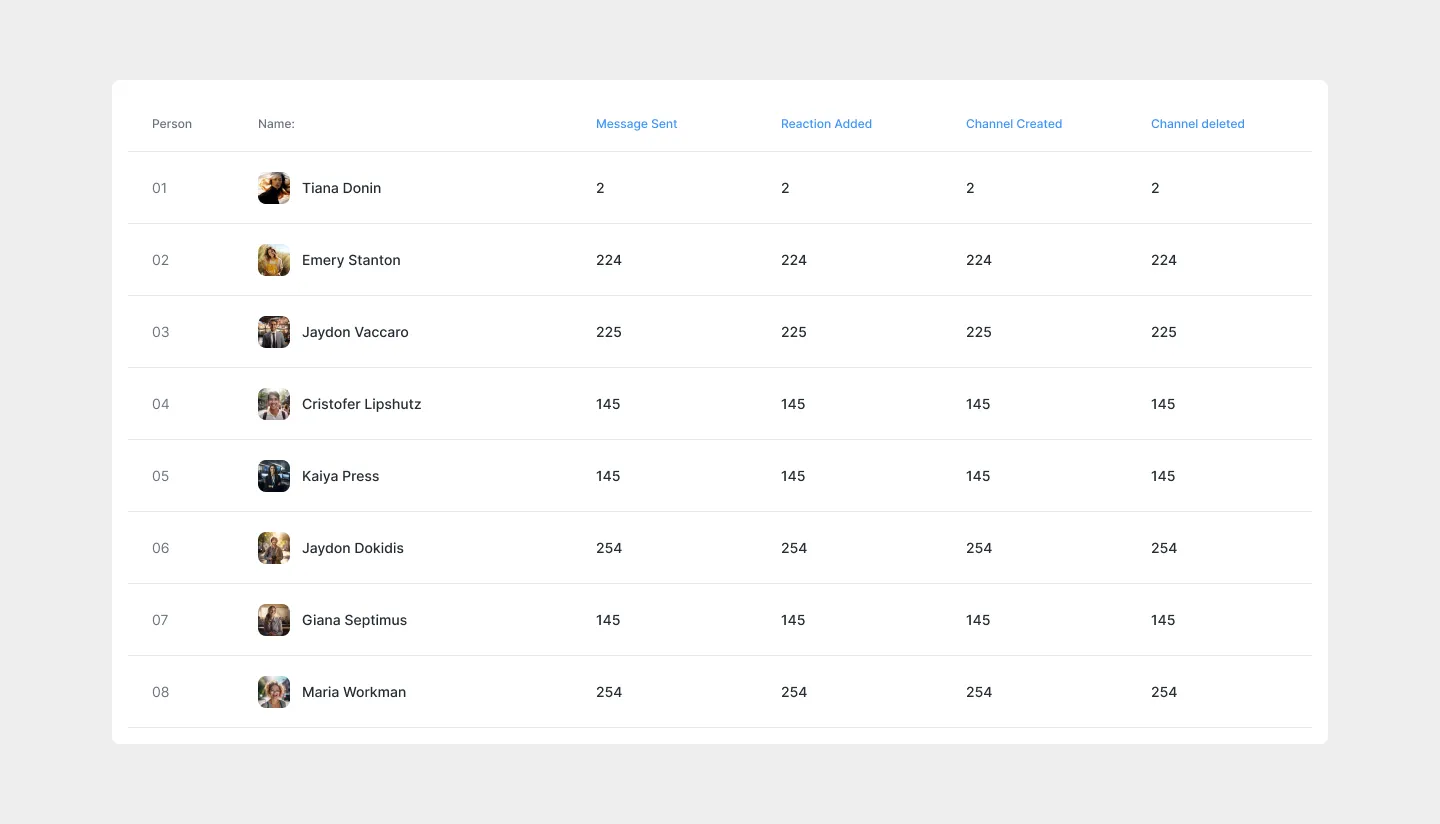 Person Name: Message Sent Reaction Added Channel Created Channel deleted
01 Tiana Donin 2 2 2 2
02 Emery Stanton 224 224 224 224
03 Jaydon Vaccaro 225 225 225 225
04 Cristofer Lipshutz 145 145 145 145
05 Kaiya Press 145 145 145 145
06 Jaydon Dokidis 254 254 254 254
07 Giana Septimus 145 145 145 145
08 Maria Workman 254 254 254 254